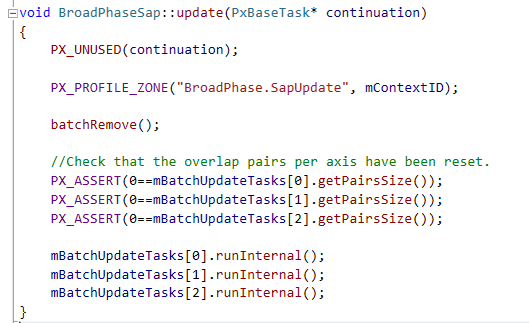 void BroadPhaseSap::update(PxBaseTask* continuation)
{
PX_UNUSED(continuation);
PX_PROFILE_ZONE("BroadPhase.SapUpdate", mContextID);
batchRemove();
//Check that the overlap pairs per axis have been reset.
PX_ASSERT(0==mBatchUpdateTasks[0].getPairsSize());
PX_ASSERT(0==mBatchUpdateTasks[1].getPairsSize());
PX_ASSERT(0==mBatchUpdateTasks[2].getPairsSize());
mBatchUpdateTasks[0].runInternal();
mBatchUpdateTasks[1].runInternal();
mBatchUpdateTasks[2].runInternal();
}